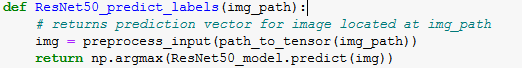 def ResNet50_predict_labels(img_path):
    # returns prediction vector for image located at img_path
    img = preprocess_input(path_to_tensor(img_path))
    return np.argmax(ResNet50_model.predict(img))